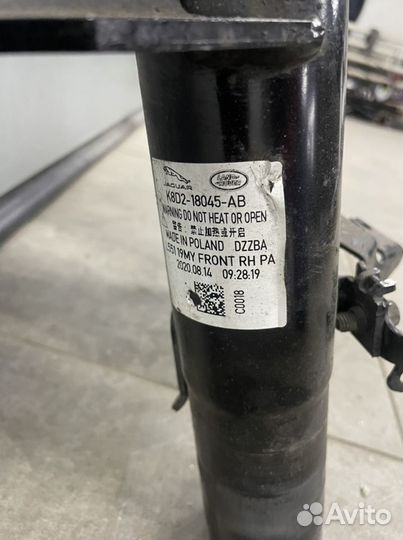 JAGUAR
LAND ROVER
K8D2-18045-AB
WARNING DO NOT HEAT OR OPEN
警告：禁止加热或开启
MADE IN POLAND DZZBA
L551 19MY FRONT RH PA
2020.08.14 09:28:19
C0018
Avito